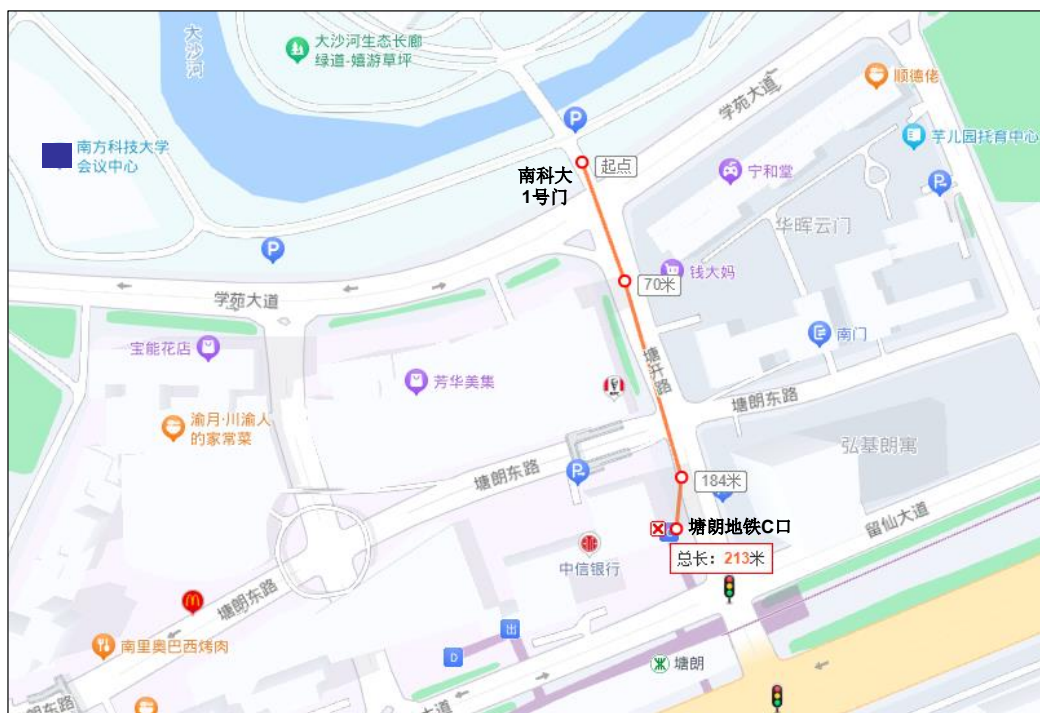 大沙河
大沙河生态长廊
绿道-嬉游草坪
学苑大道
顺德佬
芋儿园托育中心
南方科技大学
会议中心
P
南科大
1号门
起点
宁和堂
P
华晖云门
P
钱大妈
70米
学苑大道
宝能花店
南门
塘开路
芳华美集
塘朗东路
渝月·川渝人
的家常菜
弘基朗寓
塘朗东路
P
184米
留仙大道
塘朗地铁C口
中信银行
总长：213米
塘朗东路
出
南里奥巴西烤肉
D
塘朗
朗东路
大道